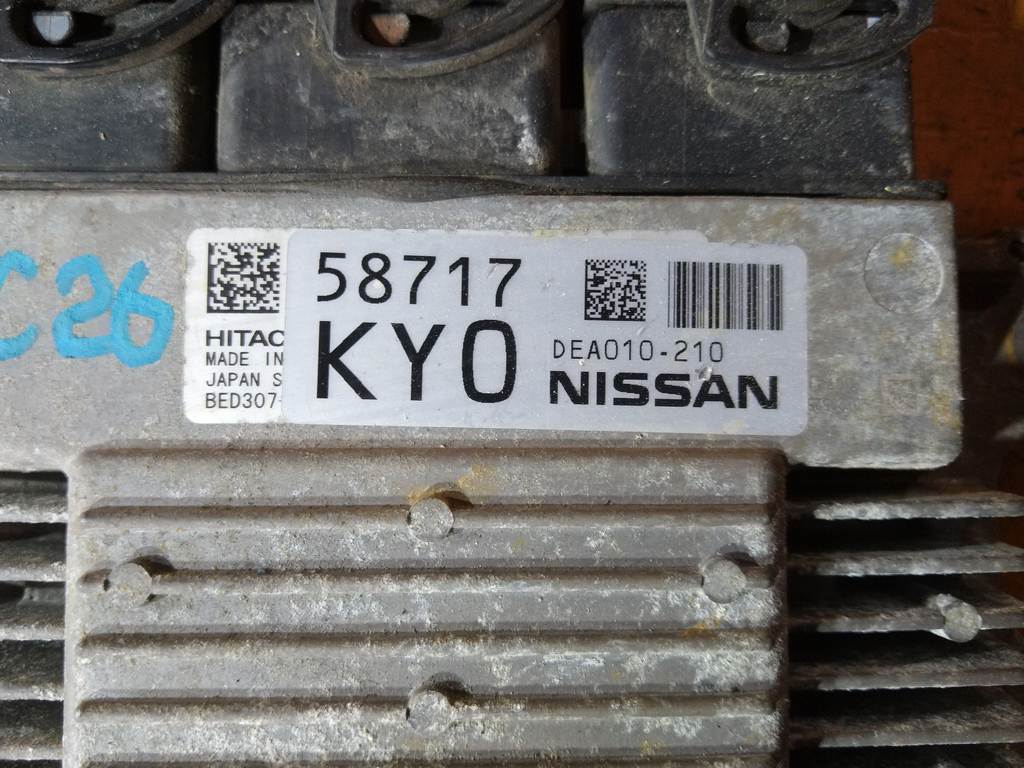 C26
HITAC
MADE IN
JAPAN S
BED307-
58717
KY0
DEA010-210
NISSAN